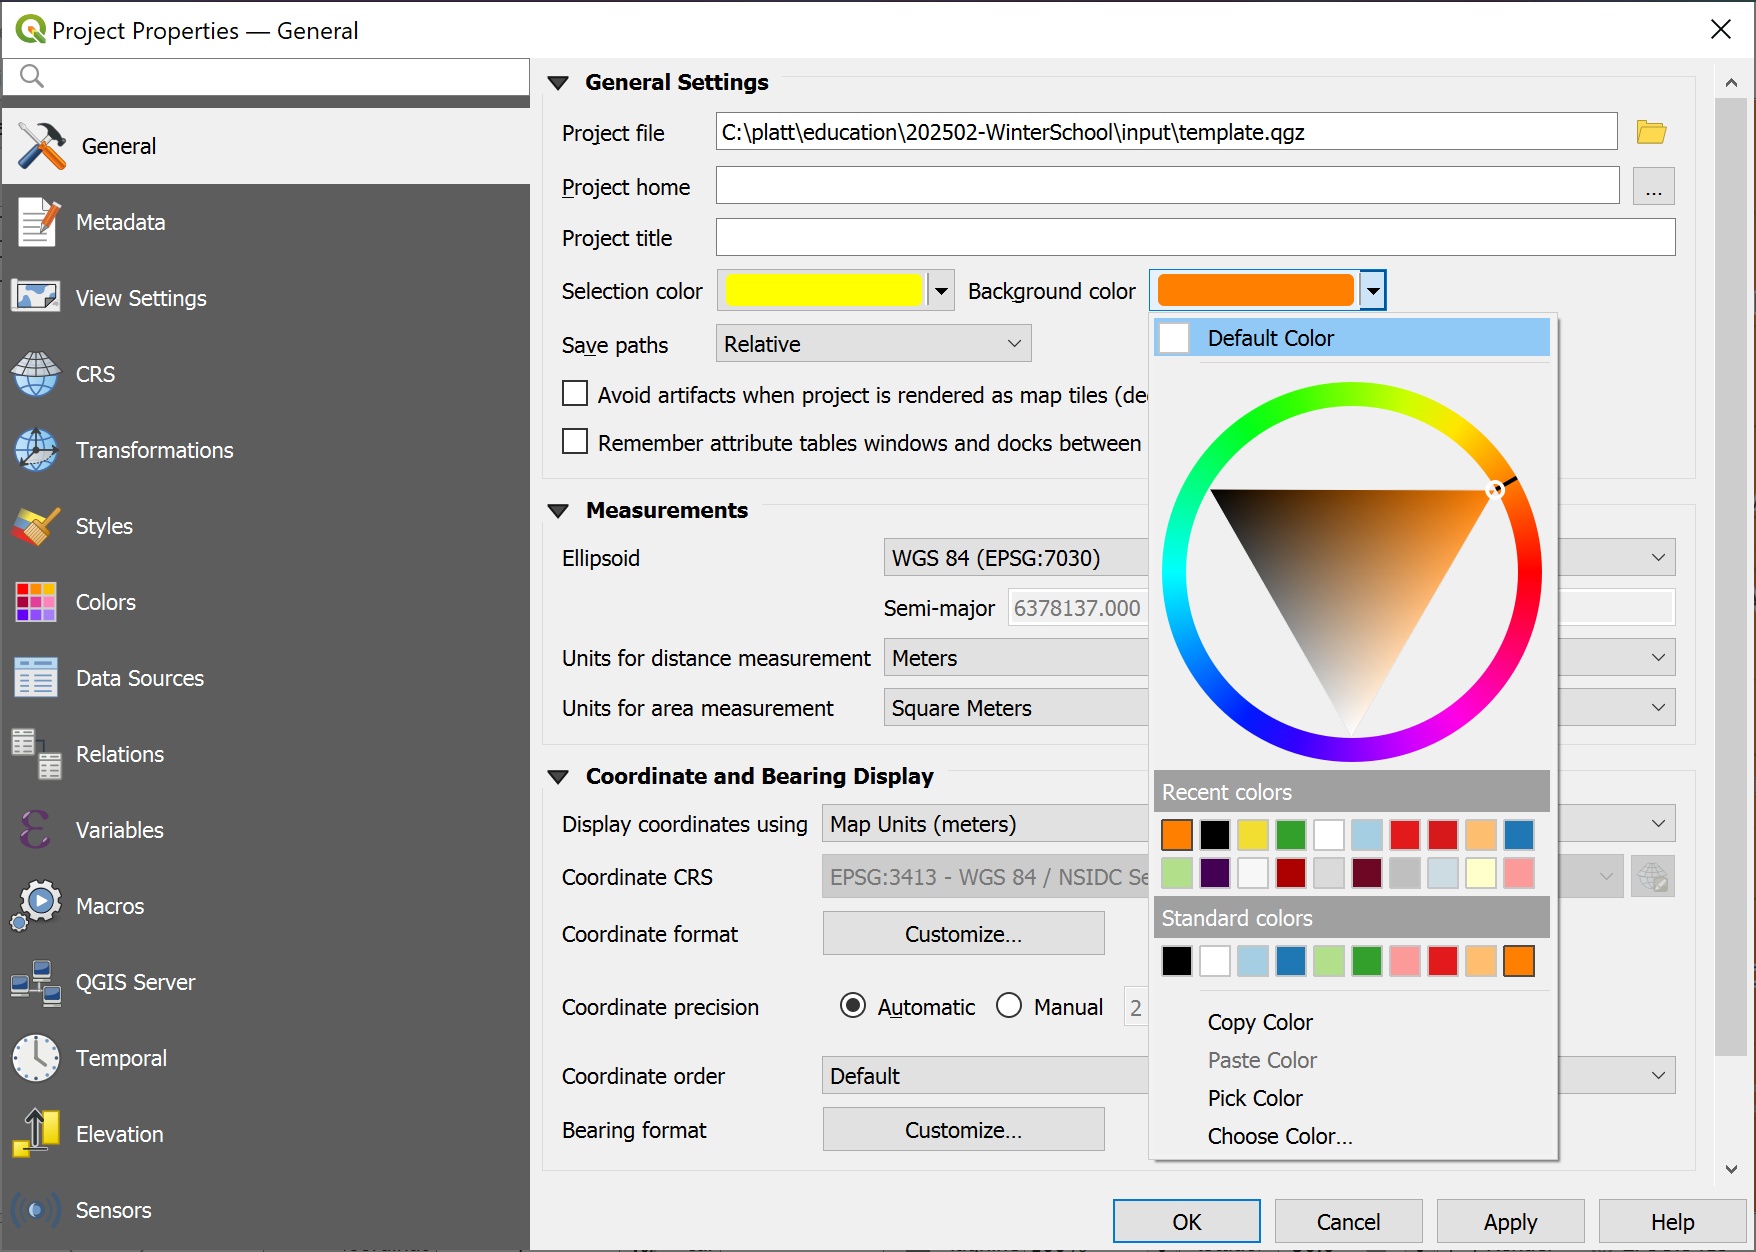 Project Properties — General
General
Metadata
View Settings
CRS
Transformations
Styles
Colors
Data Sources
Relations
Variables
Macros
QGIS Server
Temporal
Elevation
Sensors
General Settings
Project file C:\platt\education\202502-WinterSchool\input\template.qgz
Project home ...
Project title
Selection color Background color
Save paths Relative
Avoid artifacts when project is rendered as map tiles
Remember attribute tables windows and docks between
Measurements
Ellipsoid WGS 84 (EPSG:7030)
Semi-major 6378137.000
Units for distance measurement Meters
Units for area measurement Square Meters
Coordinate and Bearing Display
Display coordinates using Map Units (meters)
Coordinate CRS EPSG:3413 - WGS 84 / NSIDC
Coordinate format Customize...
Coordinate precision Automatic Manual 2
Coordinate order Default
Bearing format Customize...
Default Color
Recent colors
Standard colors
Copy Color
Paste Color
Pick Color
Choose Color...
OK Cancel Apply Help